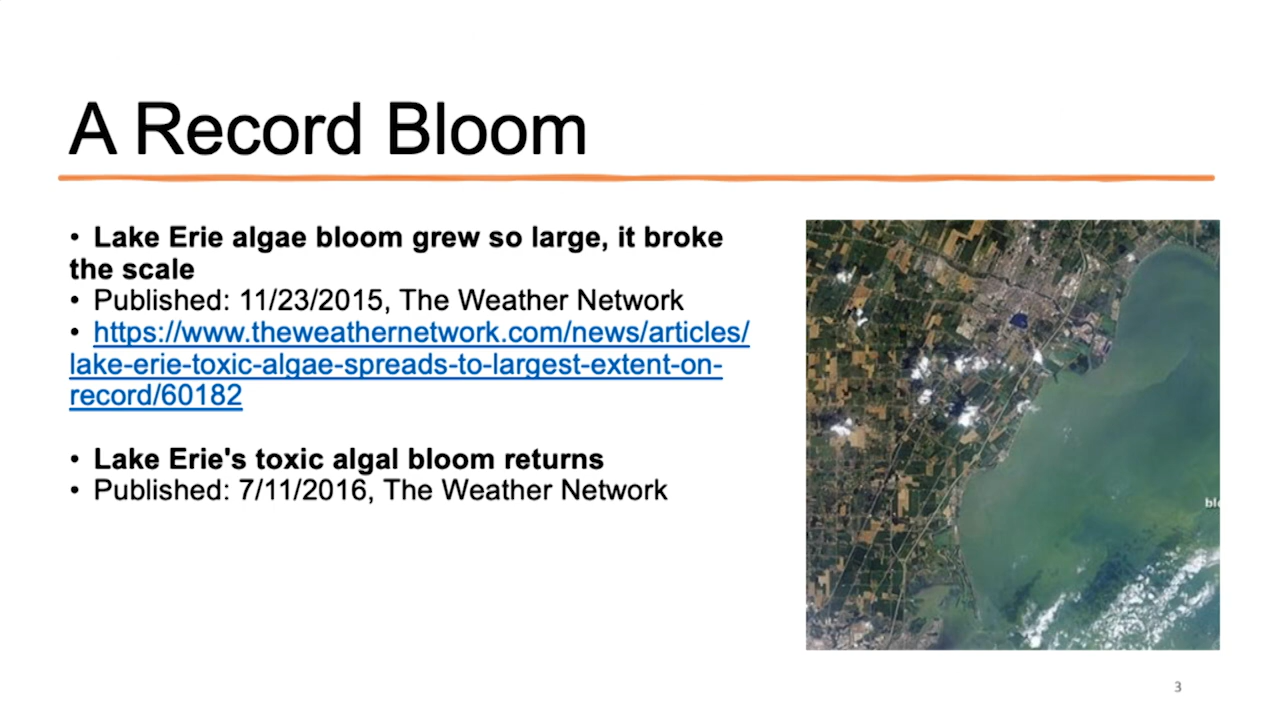 A Record Bloom
• Lake Erie algae bloom grew so large, it broke
the scale
• Published: 11/23/2015, The Weather Network
• https://www.theweathernetwork.com/news/articles/
lake-erie-toxic-algae-spreads-to-largest-extent-on-
record/60182
• Lake Erie's toxic algal bloom returns
• Published: 7/11/2016, The Weather Network
3